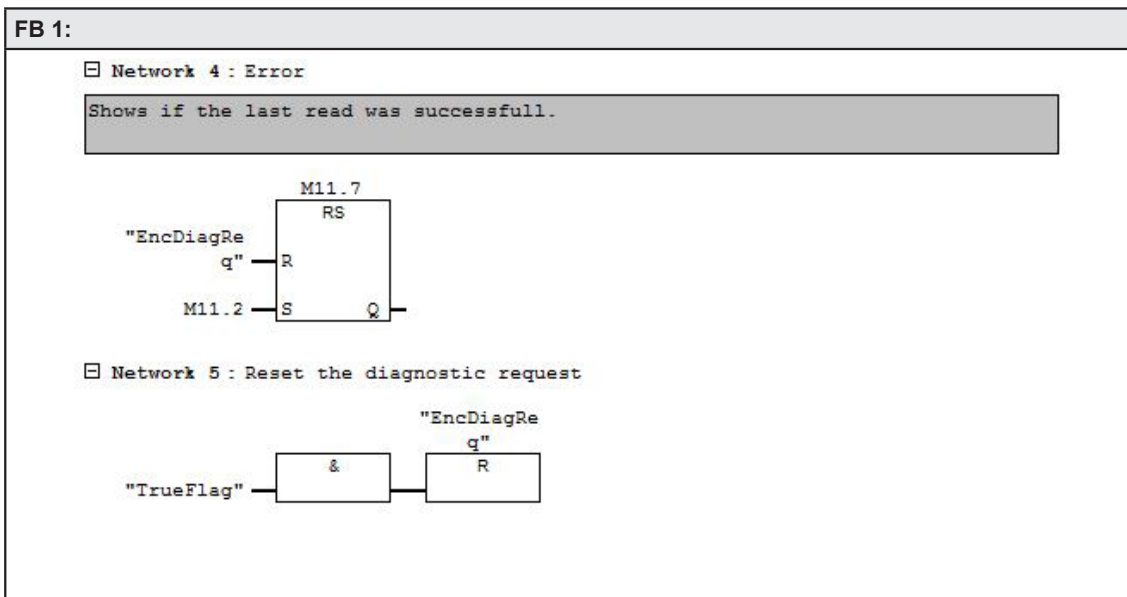 FB 1:
Network 4 : Error
Shows if the last read was successfull.
M11.7
RS
"EncDiagRe
q"
R
M11.2
S
Q
Network 5 : Reset the diagnostic request
"EncDiagRe
q"
&
R
"TrueFlag"